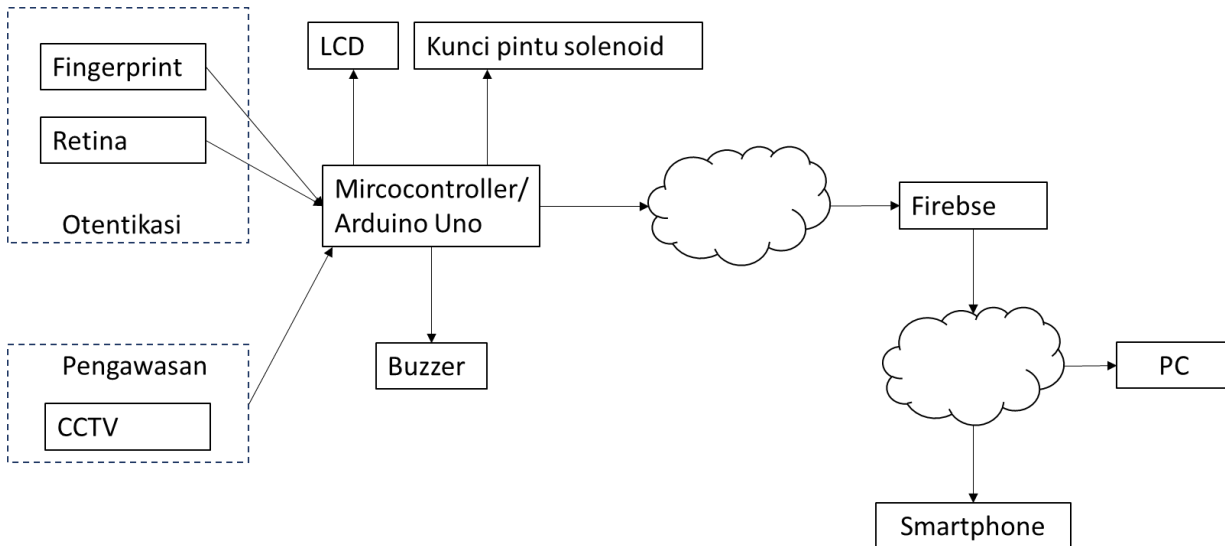 LCD
Kunci pintu solenoid
Fingerprint
Retina
Otentikasi
Mircocontroller/
Arduino Uno
Firebse
Pengawasan
CCTV
Buzzer
PC
Smartphone